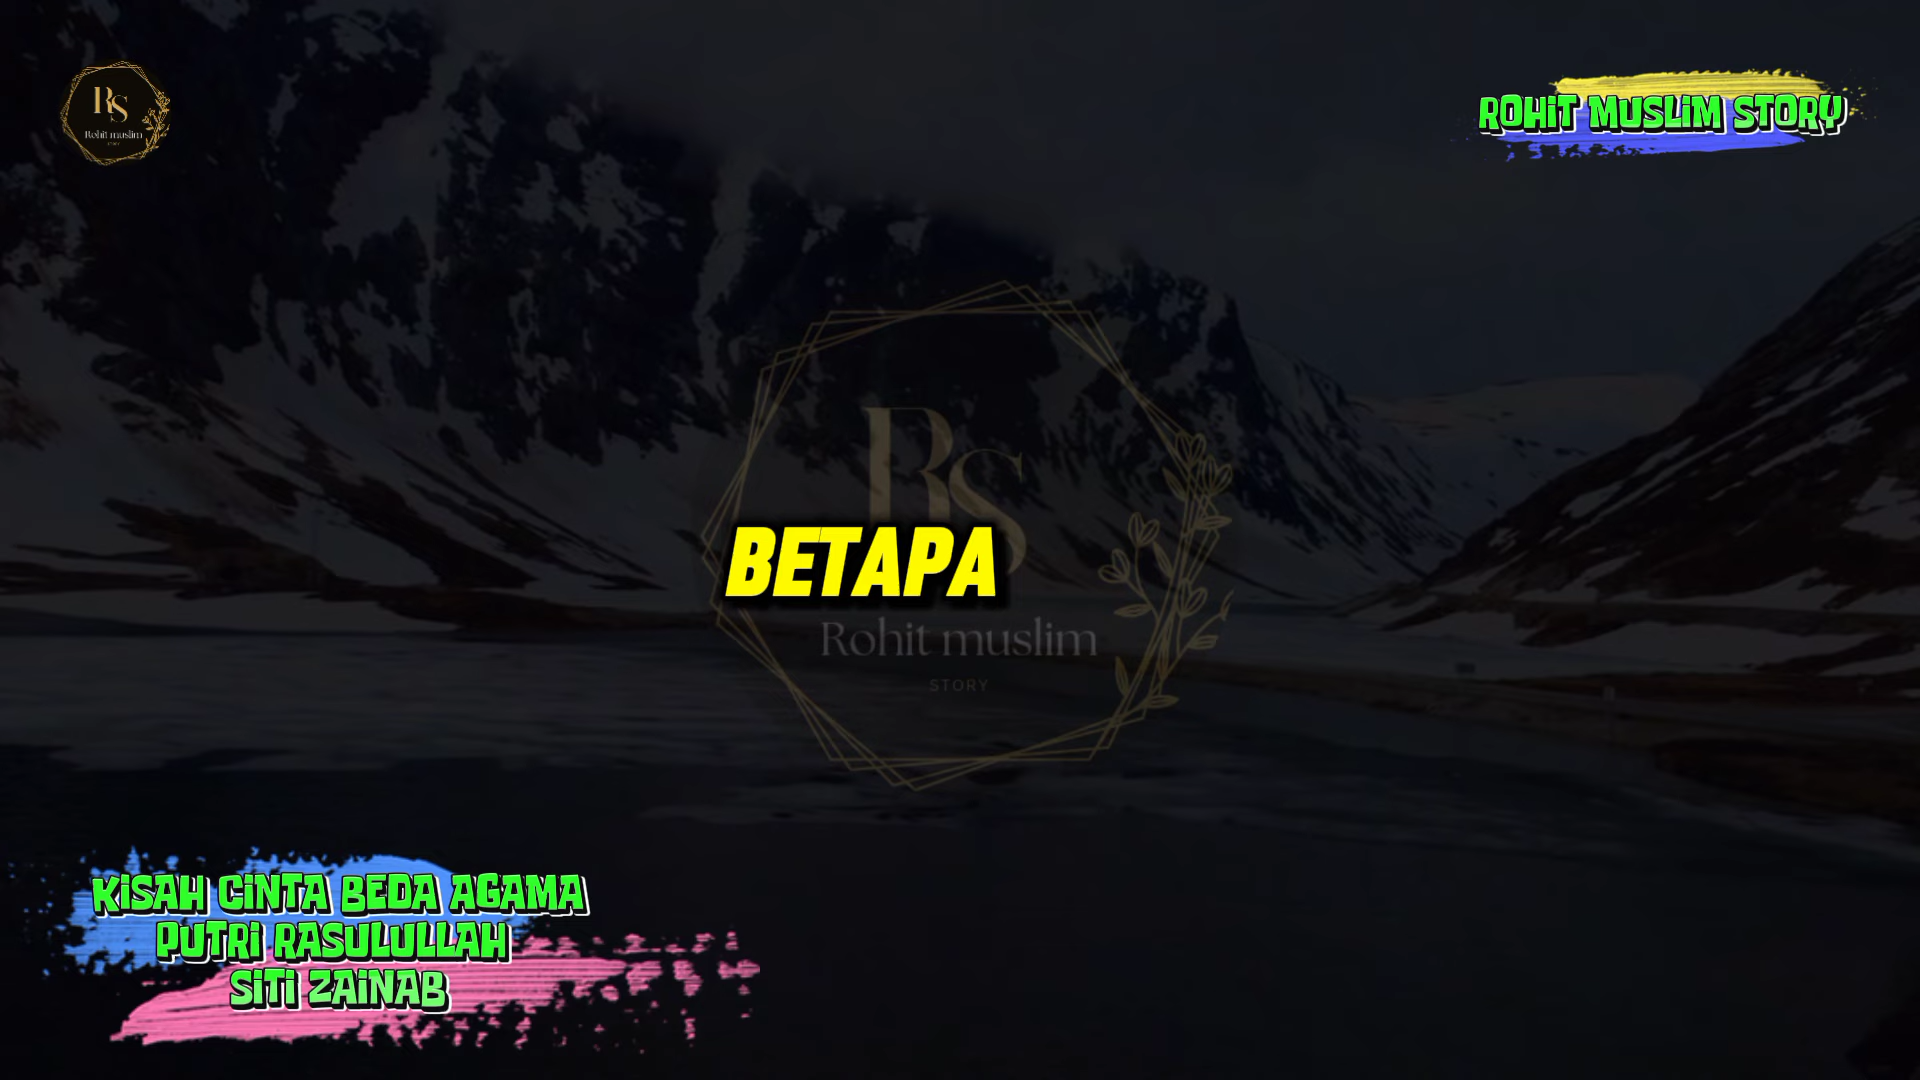 RS
Rohit muslim
STORY
ROHiT MUSLiM STORY
RS
BETAPA
Rohit muslim
STORY
KiSAH CiNTA BEDA AGAMA
PUTRi RASULULLAH
SiTi ZAiNAB